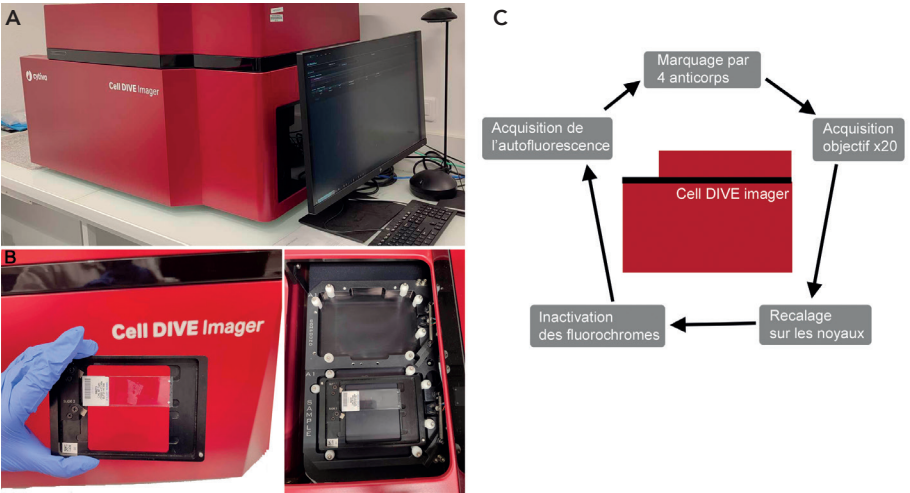 A
cytiva
Cell DIVE Imager
B
Cell DIVE Imager
A1
SAMPLE
C
Marquage par
4 anticorps
Acquisition de
l’autofluorescence
Acquisition
objectif x20
Cell DIVE imager
Inactivation
des fluorochromes
Recalage
sur les noyaux